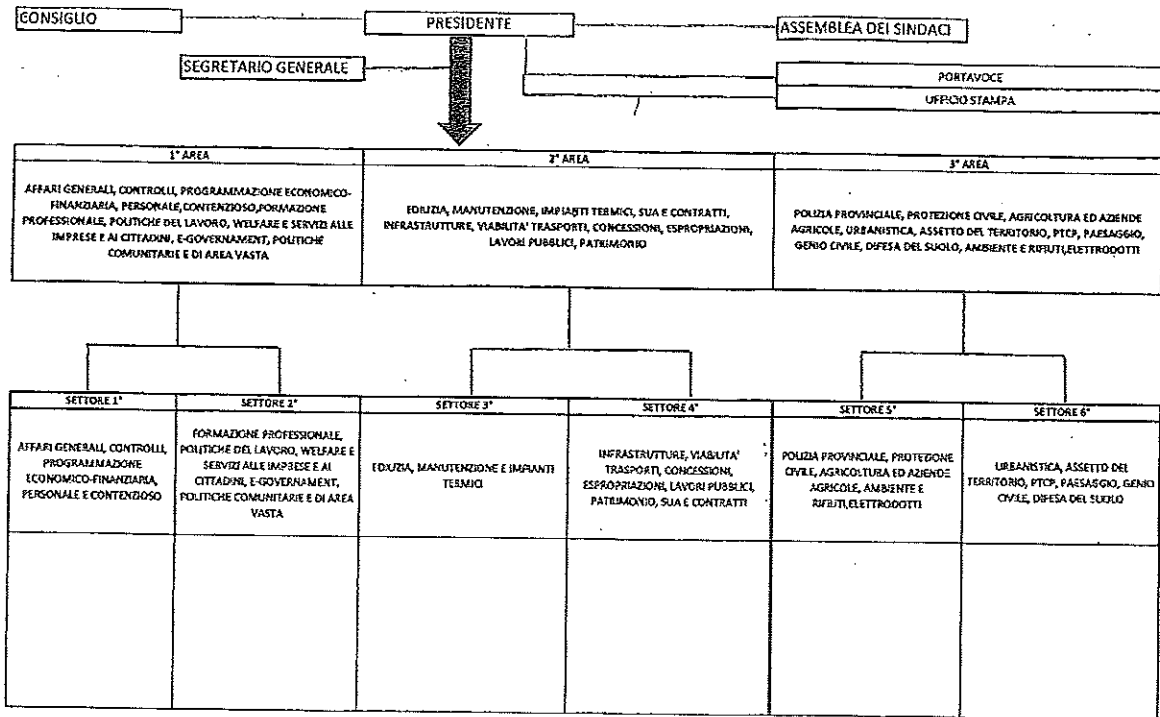 CONSIGLIO
PRESIDENTE
ASSEMBLEA DEI SINDACI
SEGRETARIO GENERALE
PORTAVOCE
UFFICIO STAMPA
1° AREA
AFFARI GENERALI, CONTROLLI, PROGRAMMAZIONE ECONOMICO-
FINANZIARIA, PERSONALE,CONTENZIOSO,FORMAZIONE
PROFESSIONALE, POLITICHE DEL LAVORO, WELFARE E SERVIZI ALLE
IMPRESE E AI CITTADINI, E-GOVERNAMENT, POLITICHE
COMUNITARIE E DI AREA VASTA
2° AREA
EDILIZIA, MANUTENZIONE, IMPIANTI TERMICI, SUA E CONTRATTI,
INFRASTRUTTURE, VIABILITA' TRASPORTI, CONCESSIONI, ESPROPRIAZIONI,
LAVORI PUBBLICI, PATRIMONIO
3° AREA
POLIZIA PROVINCIALE, PROTEZIONE CIVILE, AGRICOLTURA ED AZIENDE
AGRICOLE, URBANISTICA, ASSETTO DEL TERRITORIO, PTCP, PAESAGGIO,
GENIO CIVILE, DIFESA DEL SUOLO, AMBIENTE E RIFIUTI,ELETTRODOTTI
SETTORE 1°
AFFARI GENERALI, CONTROLLI,
PROGRAMMAZIONE
ECONOMICO-FINANZIARIA,
PERSONALE E CONTENZIOSO
SETTORE 2°
FORMAZIONE PROFESSIONALE,
POLITICHE DEL LAVORO, WELFARE E
SERVIZI ALLE IMPRESE E AI
CITTADINI, E-GOVERNAMENT,
POLITICHE COMUNITARIE E DI AREA
VASTA
SETTORE 3°
EDILIZIA, MANUTENZIONE E IMPIANTI
TERMICI
SETTORE 4°
INFRASTRUTTURE, VIABILITA'
TRASPORTI, CONCESSIONI,
ESPROPRIAZIONI, LAVORI PUBBLICI,
PATRIMONIO, SUA E CONTRATTI
SETTORE 5°
POLIZIA PROVINCIALE, PROTEZIONE
CIVILE, AGRICOLTURA ED AZIENDE
AGRICOLE, AMBIENTE E
RIFIUTI,ELETTRODOTTI
SETTORE 6°
URBANISTICA, ASSETTO DEL
TERRITORIO, PTCP, PAESAGGIO, GENIO
CIVILE, DIFESA DEL SUOLO